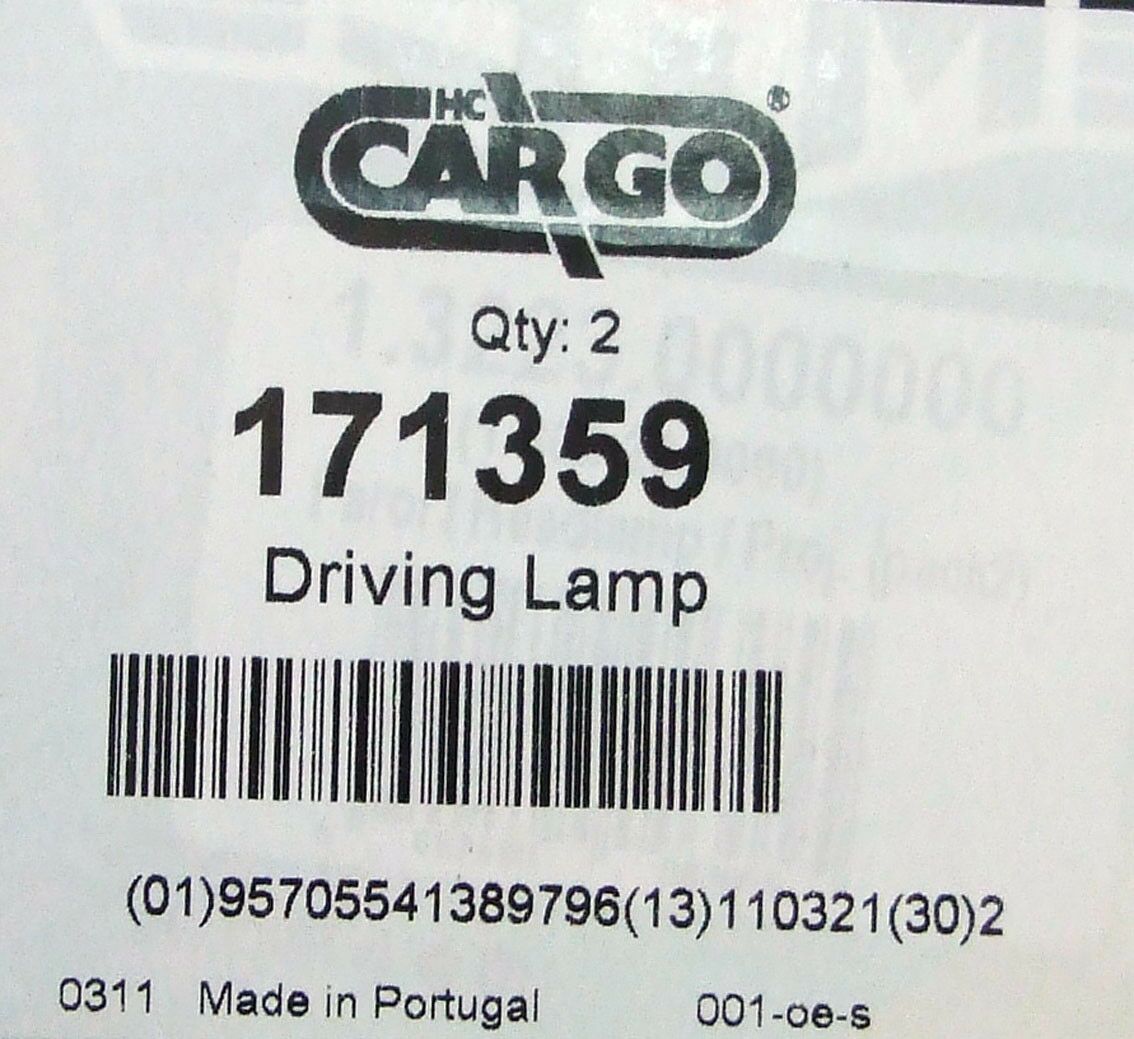 HC
CARGO®
Qty: 2
171359
Driving Lamp
(01)95705541389796(13)110321(30)2
0311 Made in Portugal 001-oe-s